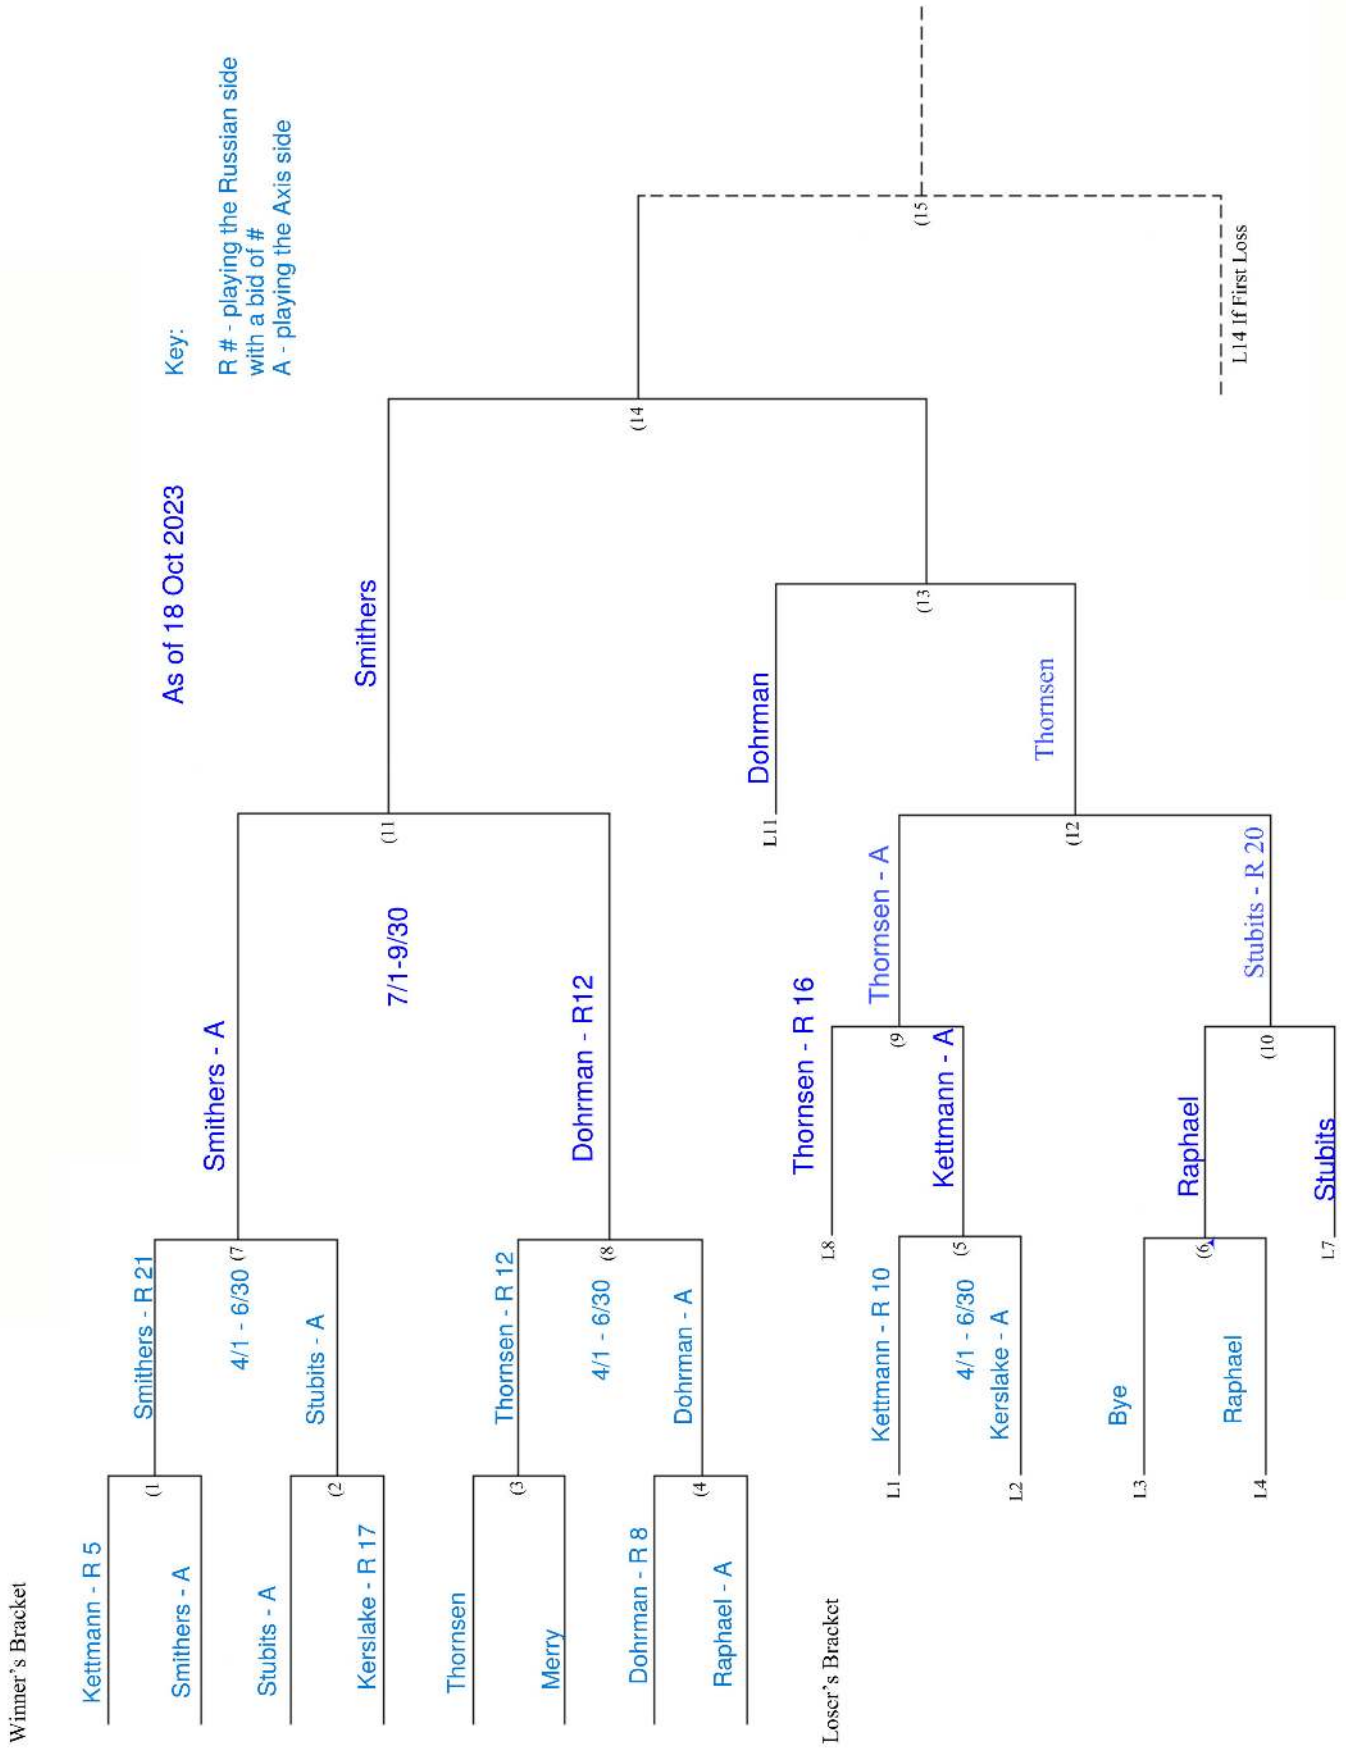 Winner's Bracket
As of 18 Oct 2023
Key:
R # - playing the Russian side
with a bid of #
A - playing the Axis side
Kettmann - R 5
(1
Smithers - A
Smithers - R 21
4/1 - 6/30
(7
Stubits - A
(2
Kerslake - R 17
Stubits - A
Smithers - A
7/1-9/30
(11
Smithers
Thornsen
(3
Merry
Thornsen - R 12
4/1 - 6/30
(8
Dohrman - R 8
(4
Raphael - A
Dohrman - A
Dohrman - R12
(14
(15
L14 If First Loss
Loser's Bracket
L11
Dohrman
(13
L8
Thornsen - R 16
(9
L1
Kettmann - R 10
4/1 - 6/30
(5
L2
Kerslake - A
Kettmann - A
Thornsen - A
(12
Thornsen
L3
Bye
(6
L4
Raphael
Raphael
(10
L7
Stubits
Stubits - R 20